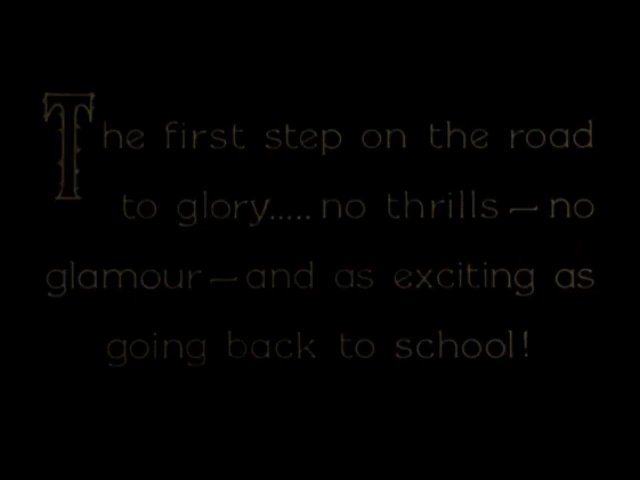 The first step on the road
to glory..... no thrills — no
glamour — and as exciting as
going back to school!